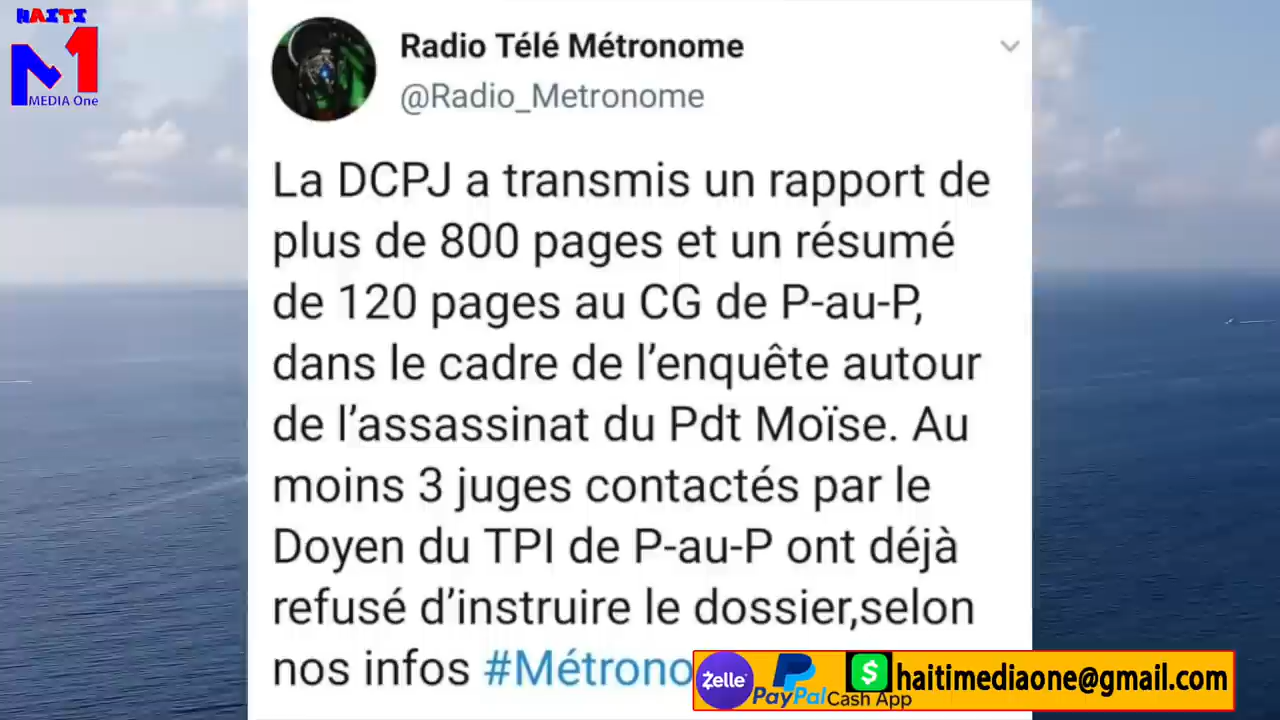 HAITI
M1
MEDIA One
Radio Télé Métronome
@Radio_Metronome
La DCPJ a transmis un rapport de
plus de 800 pages et un résumé
de 120 pages au CG de P-au-P,
dans le cadre de l’enquête autour
de l’assassinat du Pdt Moïse. Au
moins 3 juges contactés par le
Doyen du TPI de P-au-P ont déjà
refusé d’instruire le dossier,selon
nos infos #Métrono
Zelle PayPal $ Cash App haitimediaone@gmail.com